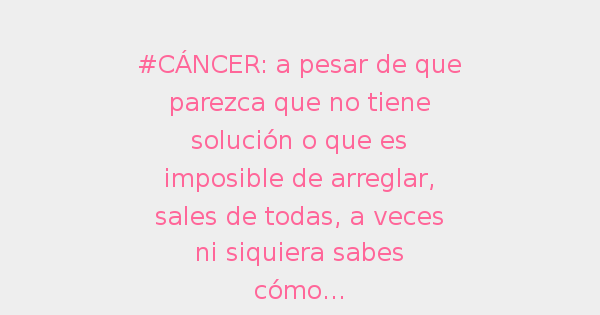 #CÁNCER: a pesar de que
parezca que no tiene
solución o que es
imposible de arreglar,
sales de todas, a veces
ni siquiera sabes
cómo...